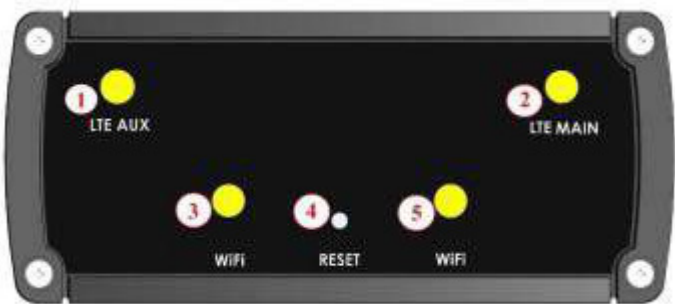 1
2
LTE AUX
LTE MAIN
3
4
5
WiFi
RESET
WiFi